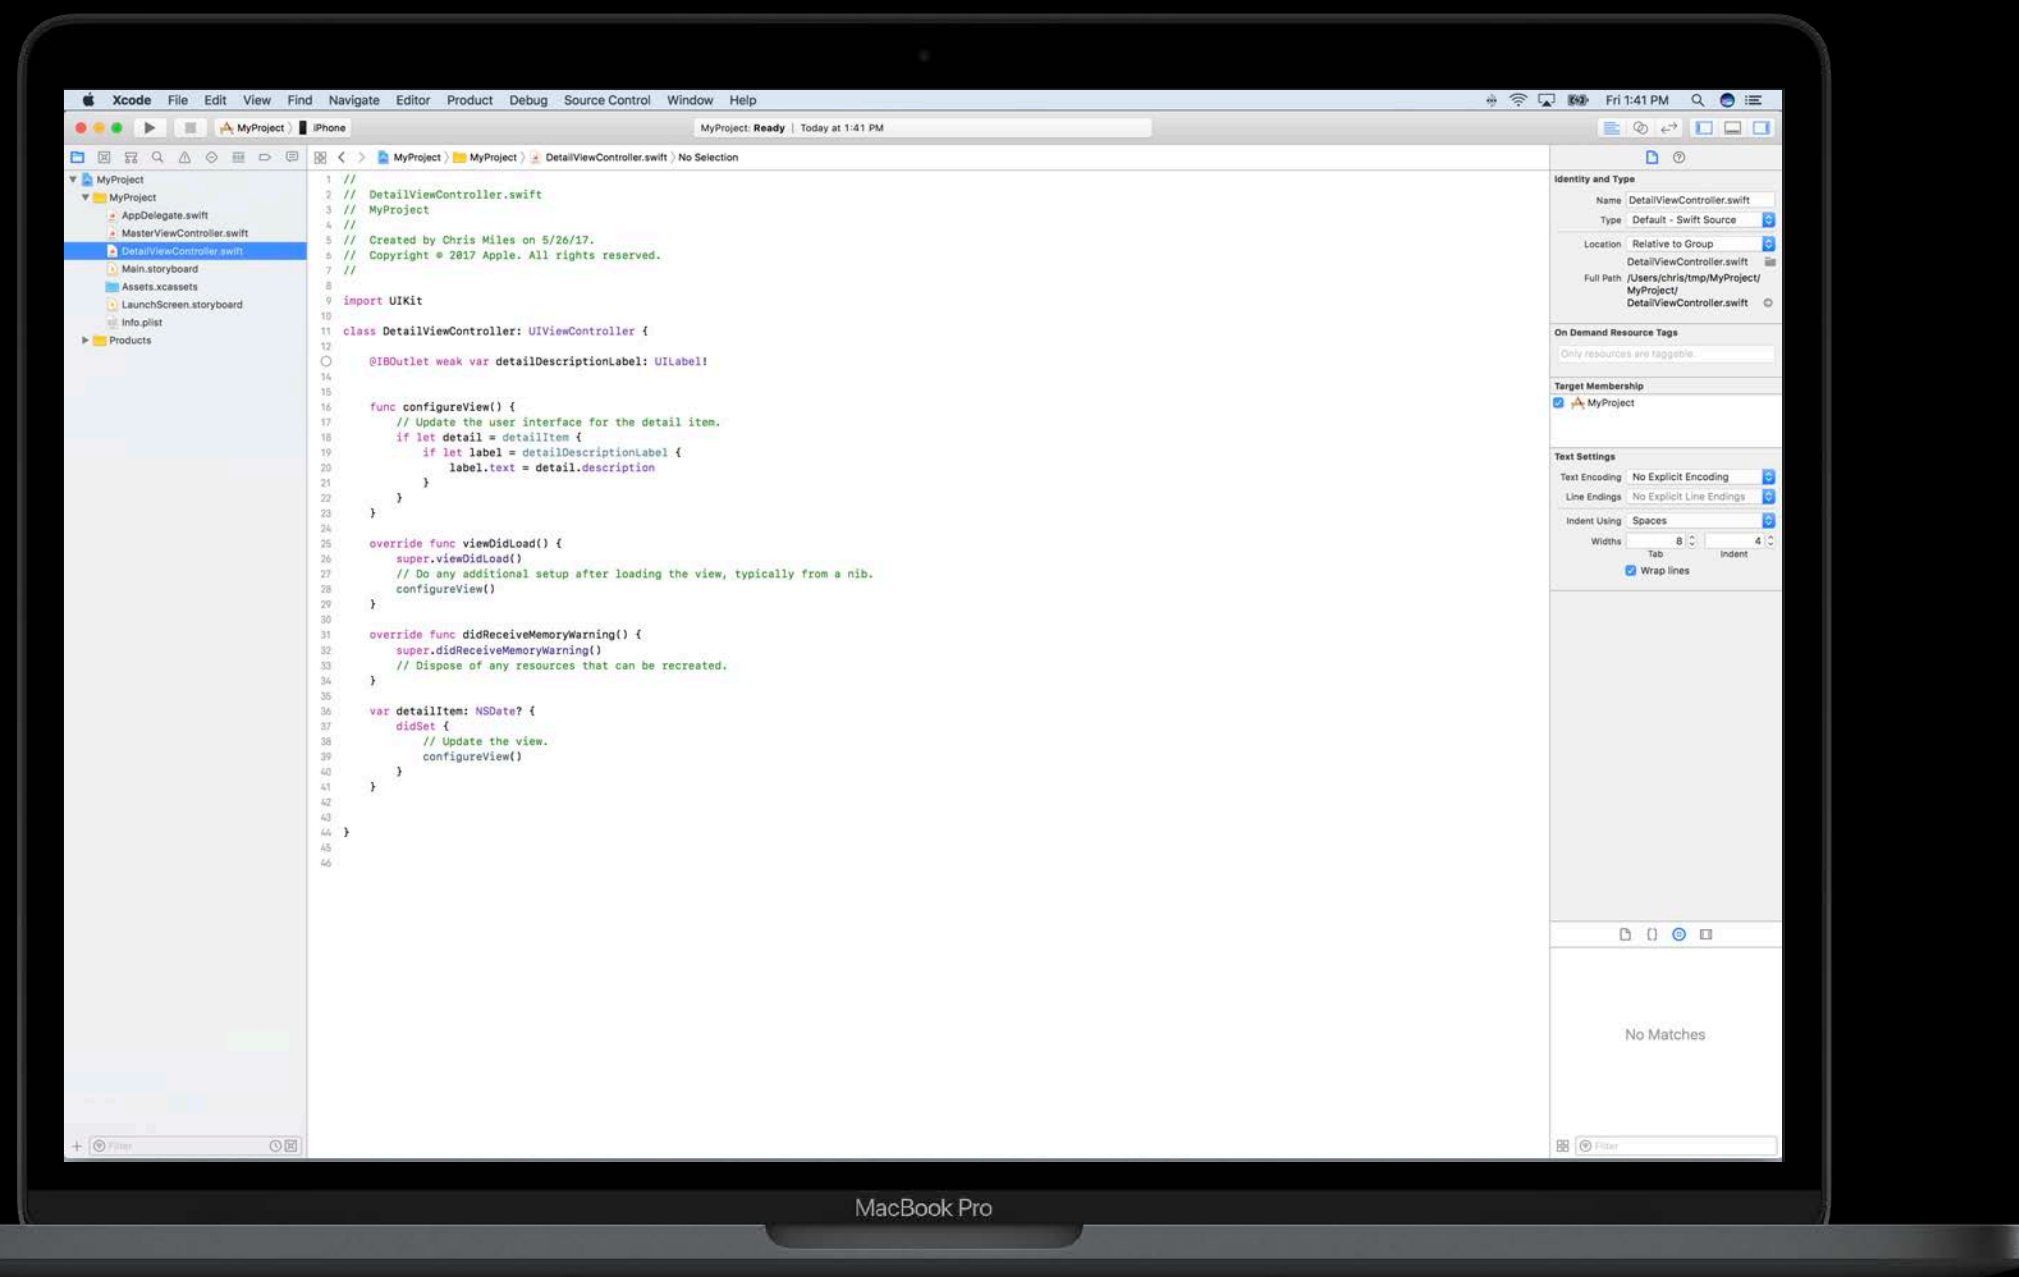 Xcode File Edit View Find Navigate Editor Product Debug Source Control Window Help Fri 1:41 PM
MyProject iPhone MyProject: Ready | Today at 1:41 PM
MyProject MyProject DetailViewController.swift No Selection
MyProject
MyProject
AppDelegate.swift
MasterViewController.swift
DetailViewController.swift
Main.storyboard
Assets.xcassets
LaunchScreen.storyboard
Info.plist
Products
Filter
1 //
2 // DetailViewController.swift
3 // MyProject
4 //
5 // Created by Chris Miles on 5/26/17.
6 // Copyright © 2017 Apple. All rights reserved.
7 //
8
9 import UIKit
10
11 class DetailViewController: UIViewController {
12
@IBOutlet weak var detailDescriptionLabel: UILabel!
14
15
16 func configureView() {
17 // Update the user interface for the detail item.
18 if let detail = detailItem {
19 if let label = detailDescriptionLabel {
20 label.text = detail.description
21 }
22 }
23 }
24
25 override func viewDidLoad() {
26 super.viewDidLoad()
27 // Do any additional setup after loading the view, typically from a nib.
28 configureView()
29 }
30
31 override func didReceiveMemoryWarning() {
32 super.didReceiveMemoryWarning()
33 // Dispose of any resources that can be recreated.
34 }
35
36 var detailItem: NSDate? {
37 didSet {
38 // Update the view.
39 configureView()
40 }
41 }
42
43
44 }
45
46
Identity and Type
Name DetailViewController.swift
Type Default - Swift Source
Location Relative to Group
DetailViewController.swift
Full Path /Users/chris/tmp/MyProject/
MyProject/
DetailViewController.swift
On Demand Resource Tags
Only resources are taggable
Target Membership
MyProject
Text Settings
Text Encoding No Explicit Encoding
Line Endings No Explicit Line Endings
Indent Using Spaces
Widths 8 4
Tab Indent
Wrap lines
No Matches
Filter
MacBook Pro